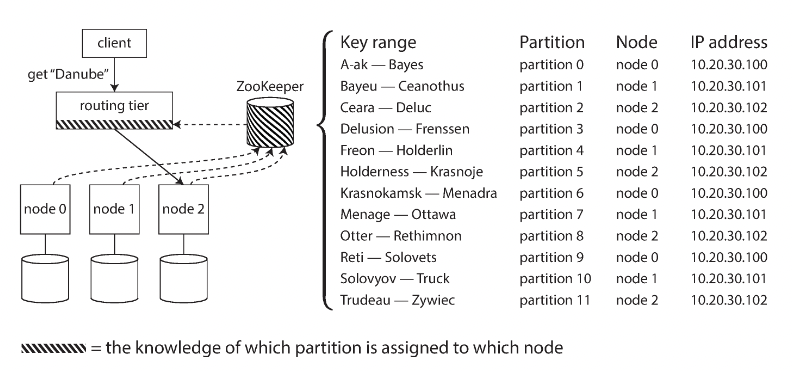 client
get “Danube”
routing tier
ZooKeeper
node 0 node 1 node 2
Key range Partition Node IP address
A-ak — Bayes partition 0 node 0 10.20.30.100
Bayeu — Ceanothus partition 1 node 1 10.20.30.101
Ceara — Deluc partition 2 node 2 10.20.30.102
Delusion — Frenssen partition 3 node 0 10.20.30.100
Freon — Holderlin partition 4 node 1 10.20.30.101
Holderness — Krasnoje partition 5 node 2 10.20.30.102
Krasnokamsk — Menadra partition 6 node 0 10.20.30.100
Menage — Ottawa partition 7 node 1 10.20.30.101
Otter — Rethimnon partition 8 node 2 10.20.30.102
Reti — Solovets partition 9 node 0 10.20.30.100
Solovyov — Truck partition 10 node 1 10.20.30.101
Trudeau — Zywiec partition 11 node 2 10.20.30.102
= the knowledge of which partition is assigned to which node